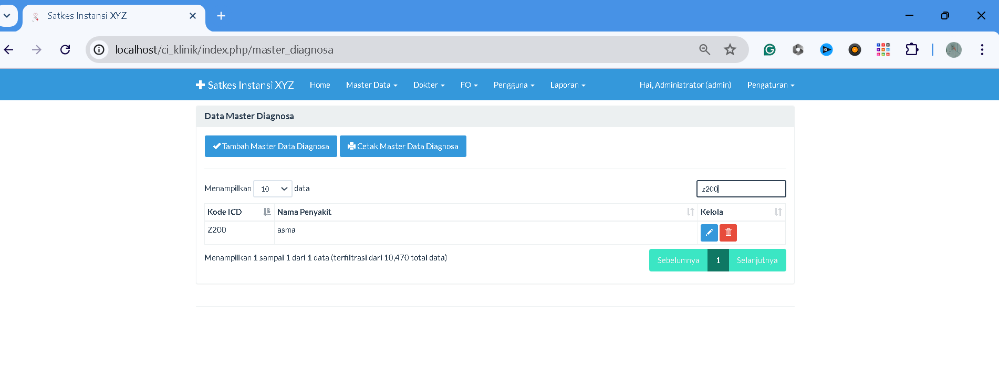 Satkes Instansi XYZ
localhost/ci_klinik/index.php/master_diagnosa
Satkes Instansi XYZ Home Master Data Dokter FO Pengguna Laporan Hai, Administrator (admin) Pengaturan
Data Master Diagnosa
Tambah Master Data Diagnosa Cetak Master Data Diagnosa
Menampilkan 10 data z200
Kode ICD Nama Penyakit Kelola
Z200 asma
Menampilkan 1 sampai 1 dari 1 data (terfiltrasi dari 10,470 total data) Sebelumnya 1 Selanjutnya